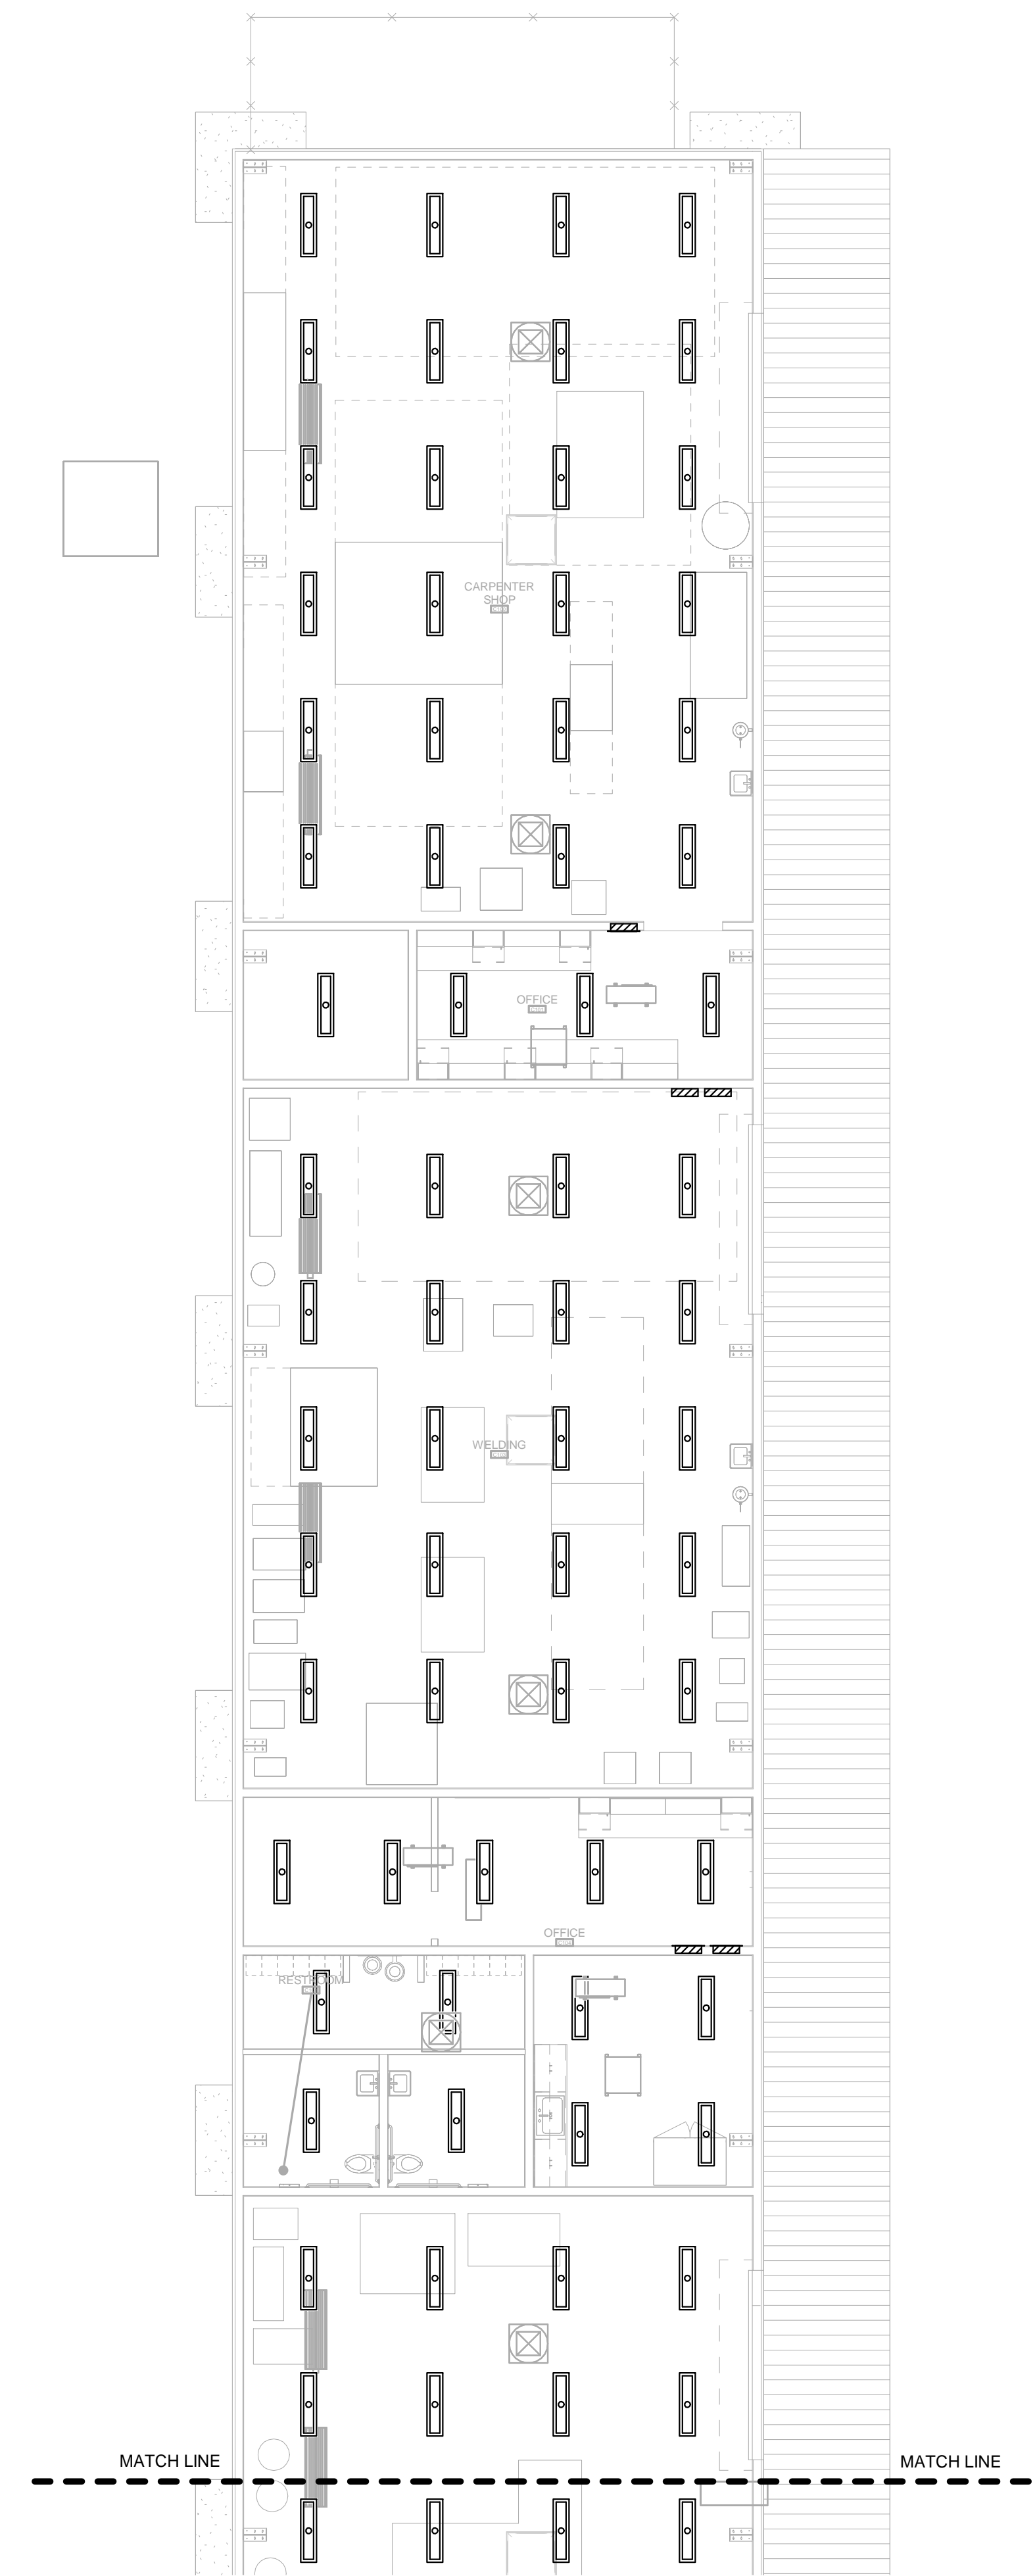 CARPENTER
SHOP
OFFICE
WELDING
OFFICE
RESTROOM
MATCH LINE
MATCH LINE